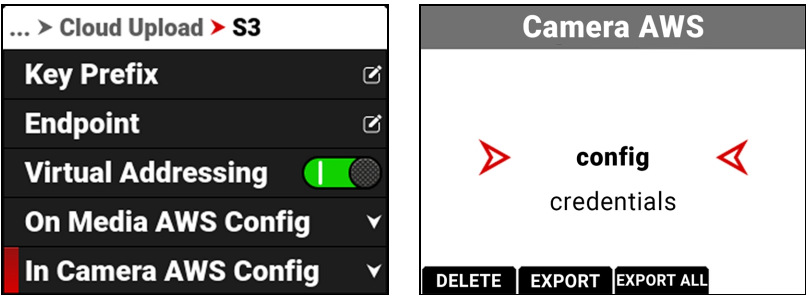 ... > Cloud Upload > S3
Key Prefix
Endpoint
Virtual Addressing
On Media AWS Config
In Camera AWS Config
Camera AWS
config
credentials
DELETE EXPORT EXPORT ALL